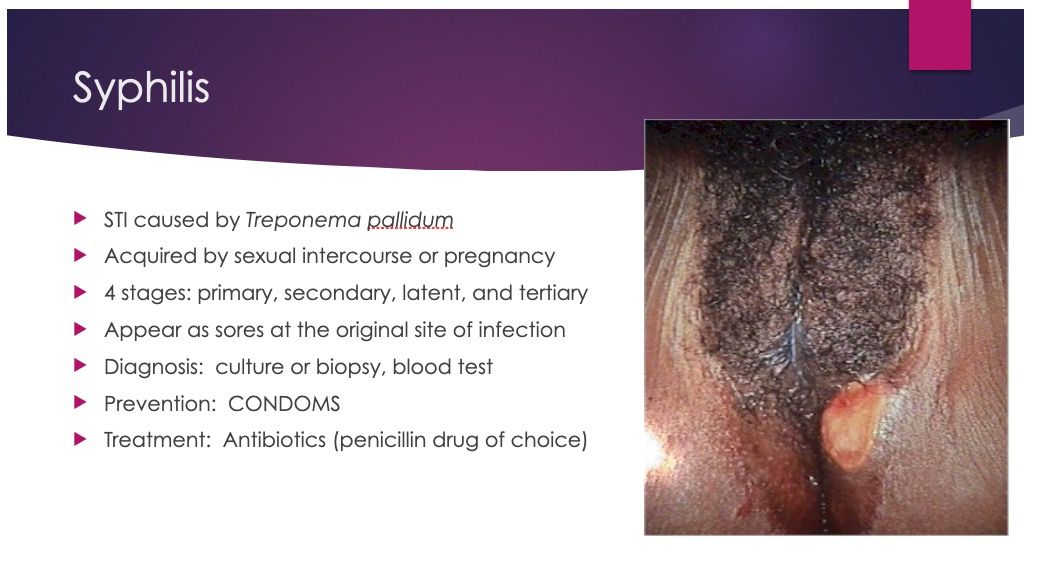 Syphilis
STI caused by Treponema pallidum
Acquired by sexual intercourse or pregnancy
4 stages: primary, secondary, latent, and tertiary
Appear as sores at the original site of infection
Diagnosis:  culture or biopsy, blood test
Prevention:  CONDOMS
Treatment:  Antibiotics (penicillin drug of choice)